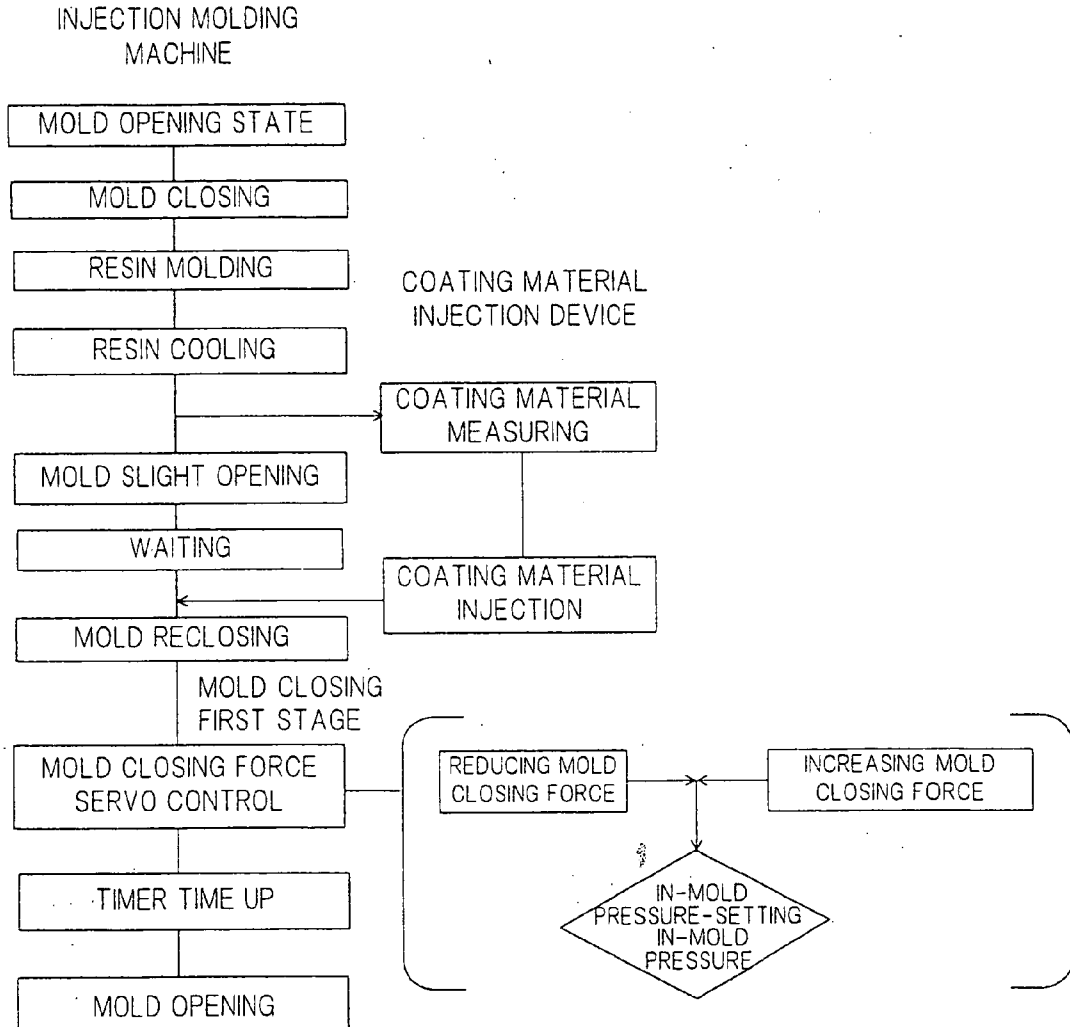 INJECTION MOLDING
MACHINE
MOLD OPENING STATE
MOLD CLOSING
RESIN MOLDING
COATING MATERIAL
INJECTION DEVICE
RESIN COOLING
COATING MATERIAL
MEASURING
MOLD SLIGHT OPENING
WAITING
COATING MATERIAL
INJECTION
MOLD RECLOSING
MOLD CLOSING
FIRST STAGE
MOLD CLOSING FORCE
SERVO CONTROL
REDUCING MOLD
CLOSING FORCE
INCREASING MOLD
CLOSING FORCE
IN-MOLD
PRESSURE-SETTING
IN-MOLD
PRESSURE
TIMER TIME UP
MOLD OPENING